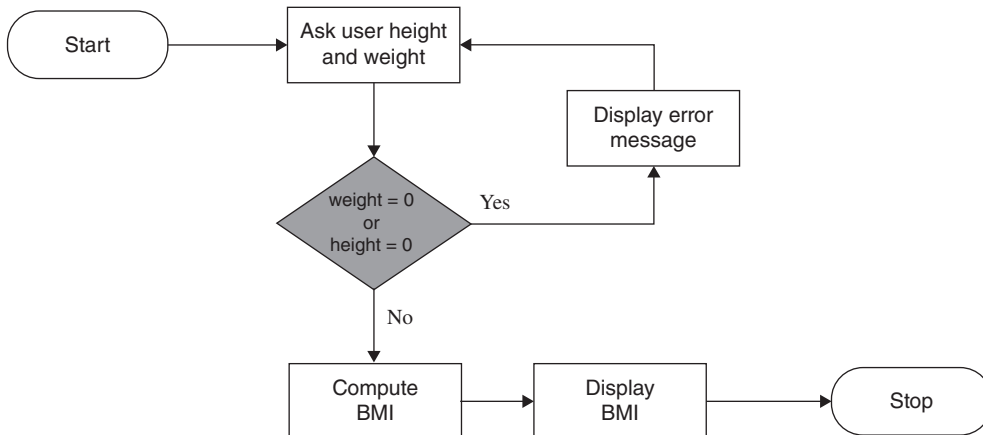 Start
Ask user height
and weight
Display error
message
weight = 0
or
height = 0
Yes
No
Compute
BMI
Display
BMI
Stop